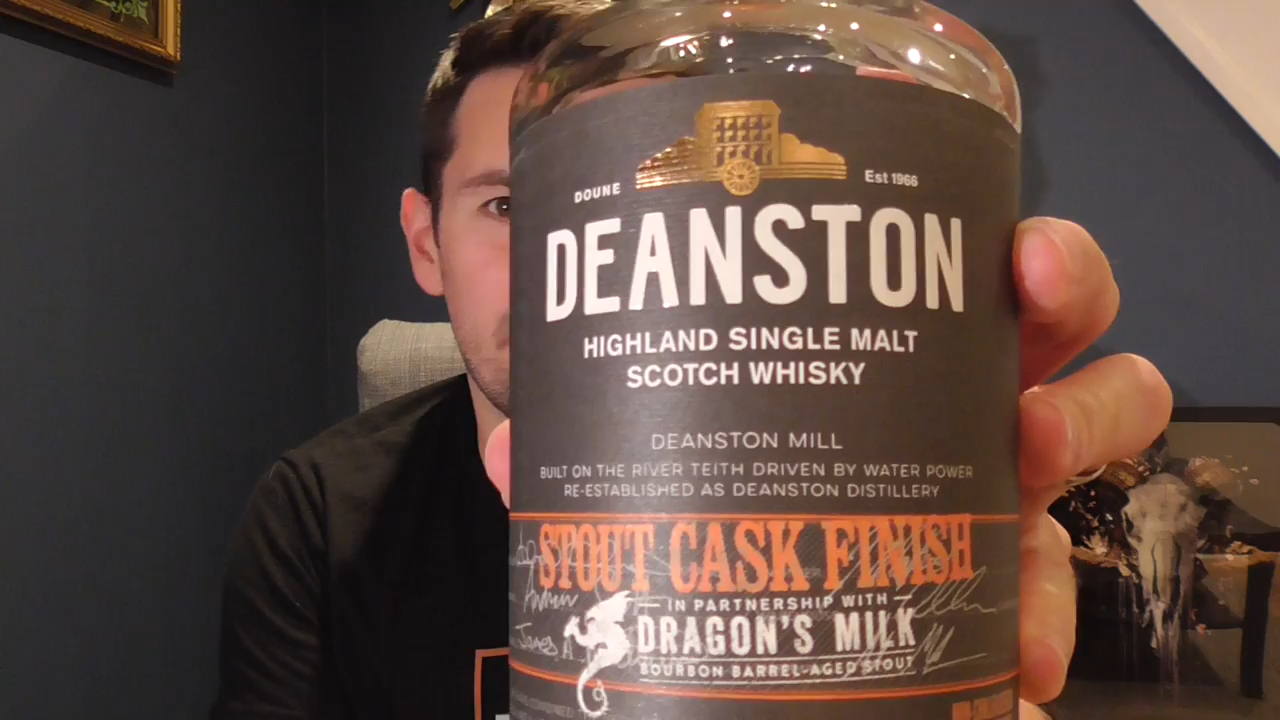 DOUNE
Est 1966
DEANSTON
HIGHLAND SINGLE MALT
SCOTCH WHISKY
DEANSTON MILL
BUILT ON THE RIVER TEITH DRIVEN BY WATER POWER
RE-ESTABLISHED AS DEANSTON DISTILLERY
STOUT CASK FINISH
IN PARTNERSHIP WITH
DRAGON'S MILK
BOURBON BARREL-AGED STOUT
James A